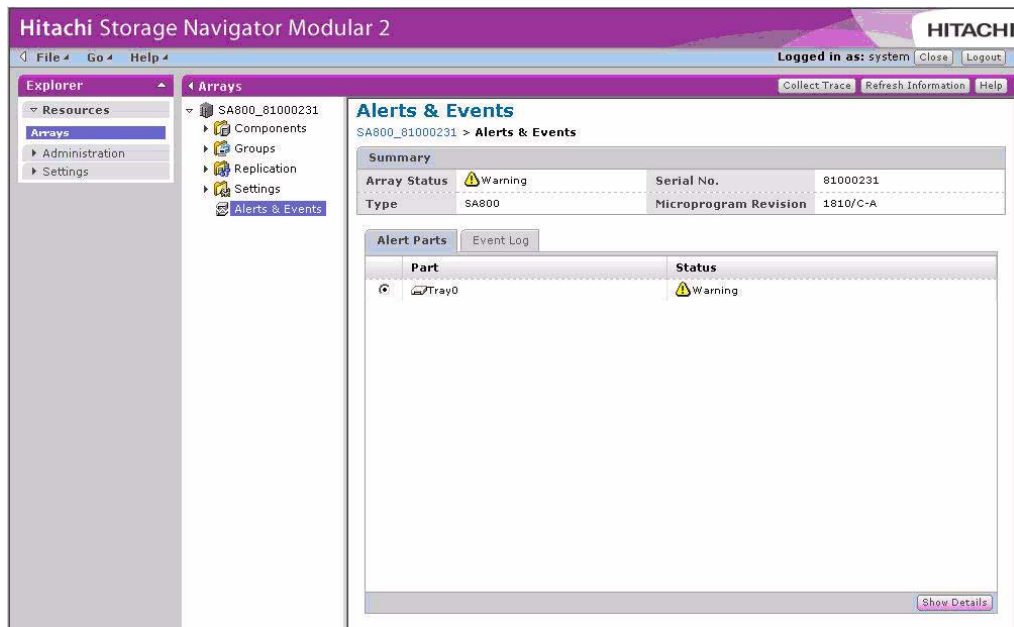 Hitachi Storage Navigator Modular 2
HITACHI
File Go Help
Logged in as: system Close Logout
Explorer
Arrays
Collect Trace Refresh Information Help
Resources
Arrays
Administration
Settings
SA800_81000231
Components
Groups
Replication
Settings
Alerts & Events
Alerts & Events
SA800_81000231 > Alerts & Events
Summary
Array Status Warning Serial No. 81000231
Type SA800 Microprogram Revision 1810/C-A
Alert Parts Event Log
Part Status
Tray0 Warning
Show Details